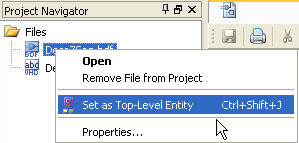 Project Navigator
Files
Open
Remove File from Project
Set as Top-Level Entity Ctrl+Shift+J
Properties...